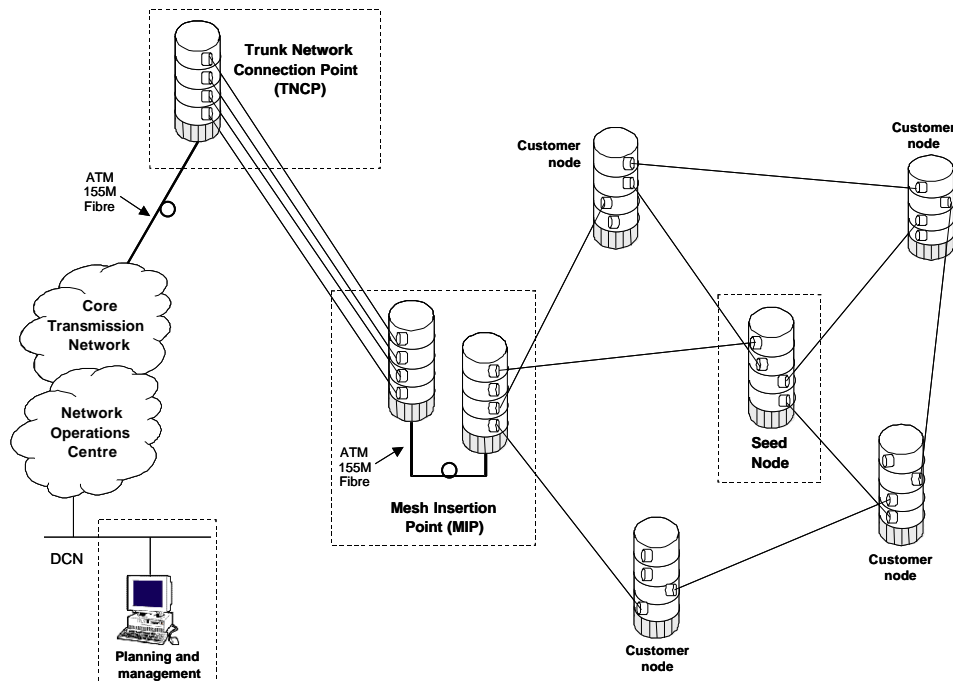 Trunk Network
Connection Point
(TNCP)
Customer
node
Customer
node
ATM
155M
Fibre
Core
Transmission
Network
Network
Operations
Centre
ATM
155M
Fibre
Mesh Insertion
Point (MIP)
Seed
Node
DCN
Planning and
management
Customer
node
Customer
node